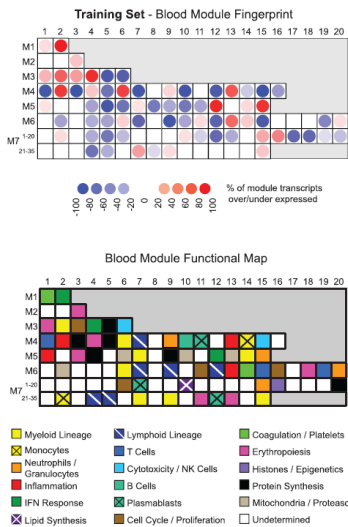 Training Set - Blood Module Fingerprint
1 2 3 4 5 6 7 8 9 10 11 12 13 14 15 16 17 18 19 20
M1
M2
M3
M4
M5
M6
M7 1-20
21-35
-100 -80 -60 -40 -20 0 20 40 60 80 100
% of module transcripts
over/under expressed
Blood Module Functional Map
1 2 3 4 5 6 7 8 9 10 11 12 13 14 15 16 17 18 19 20
M1
M2
M3
M4
M5
M6
M7 1-20
21-35
Myeloid Lineage Lymphoid Lineage Coagulation / Platelets
Monocytes T Cells Erythropoiesis
Neutrophils /
Granulocytes Cytotoxicity / NK Cells Histones / Epigenetics
Inflammation B Cells Protein Synthesis
IFN Response Plasmablasts Mitochondria / Proteaso
Lipid Synthesis Cell Cycle / Proliferation Undetermined